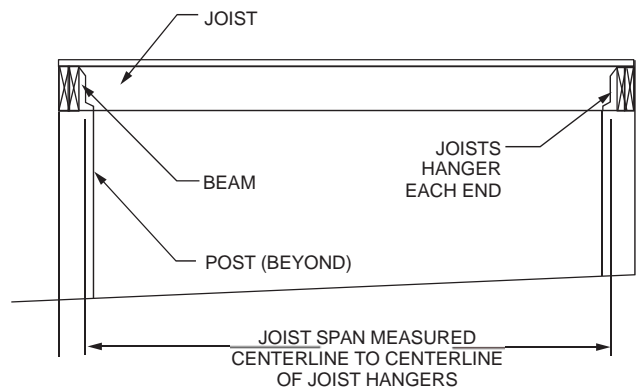 JOIST
JOISTS
HANGER
EACH END
BEAM
POST (BEYOND)
JOIST SPAN MEASURED
CENTERLINE TO CENTERLINE
OF JOIST HANGERS